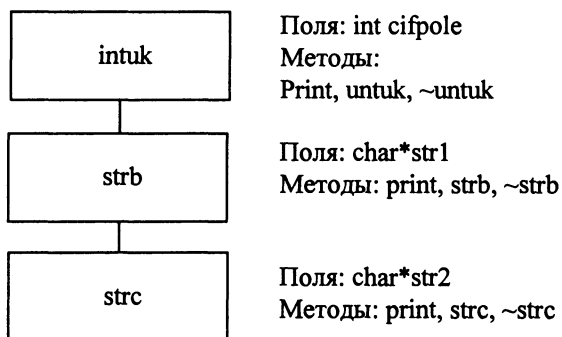 intuk
Поля: int cifpole
Методы:
Print, untuk, ~untuk
strb
Поля: char*str1
Методы: print, strb, ~strb
strc
Поля: char*str2
Методы: print, strc, ~strc